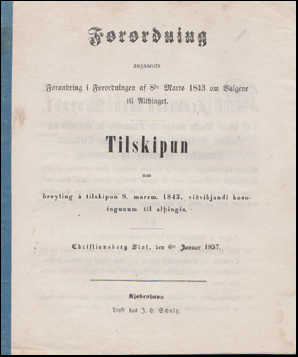 Forordning
angaaende
Forandring i Forordningen af 8de Marts 1843 om Valgene
til Althinget.
Tilskipun
um
breyting á tilskipun 8. marzm. 1843, viðvíkjandi kosn-
ingunum til alþingis.
Christiansborg Slot, den 6te Januar 1857.
Kjøbenhavn
Trykt hos J. H. Schultz.